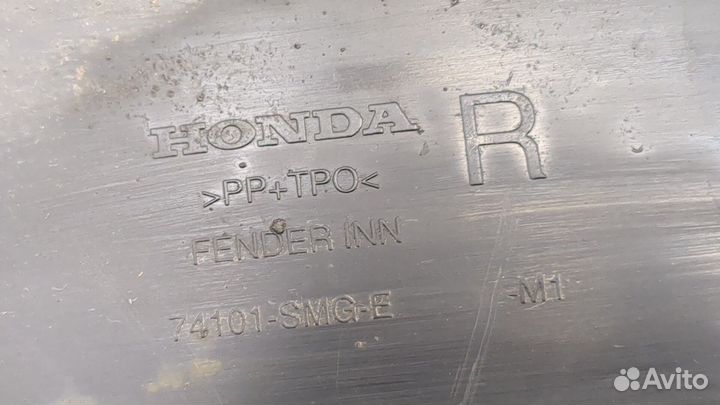 HONDA
R
>PP+TPO<
FENDER INN
74101-SMG-E -M1
Avito